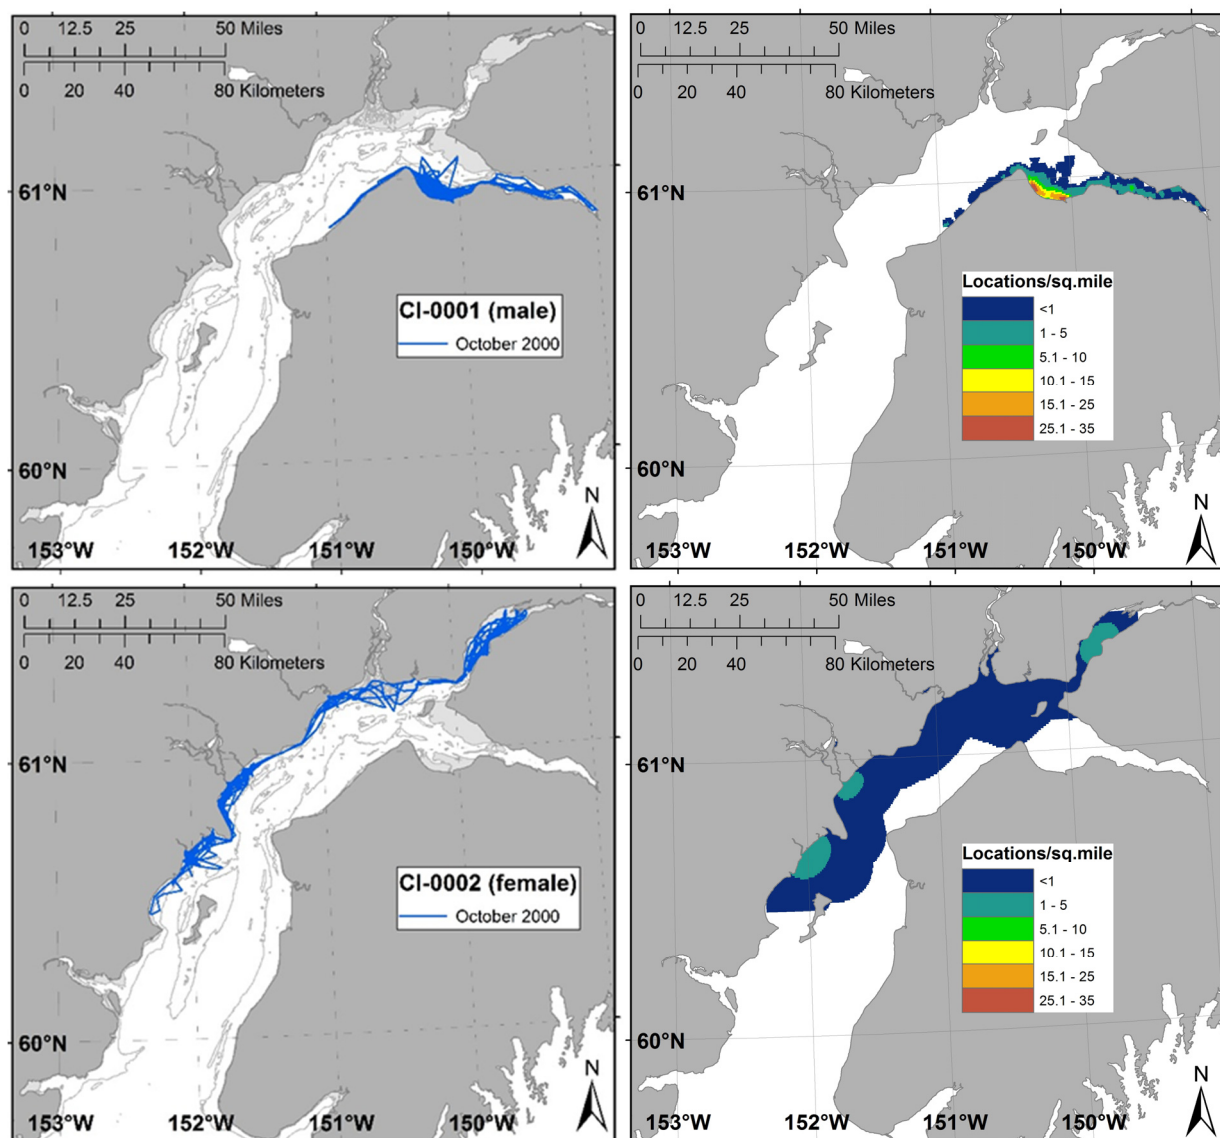 0 12.5 25 50 Miles
0 20 40 80 Kilometers
61°N
CI-0001 (male)
October 2000
60°N
153°W 152°W 151°W 150°W
N
0 12.5 25 50 Miles
0 20 40 80 Kilometers
61°N
Locations/sq.mile
<1
1 - 5
5.1 - 10
10.1 - 15
15.1 - 25
25.1 - 35
60°N
153°W 152°W 151°W 150°W
N
0 12.5 25 50 Miles
0 20 40 80 Kilometers
61°N
CI-0002 (female)
October 2000
60°N
153°W 152°W 151°W 150°W
N
0 12.5 25 50 Miles
0 20 40 80 Kilometers
61°N
Locations/sq.mile
<1
1 - 5
5.1 - 10
10.1 - 15
15.1 - 25
25.1 - 35
60°N
153°W 152°W 151°W 150°W
N